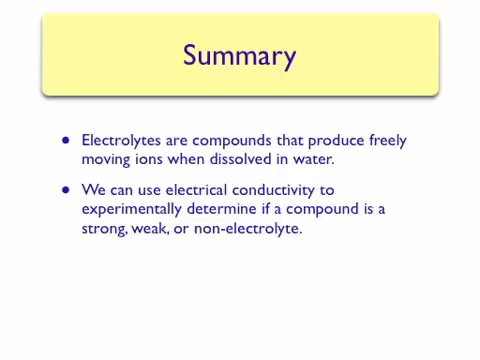 Summary
• Electrolytes are compounds that produce freely
moving ions when dissolved in water.
• We can use electrical conductivity to
experimentally determine if a compound is a
strong, weak, or non-electrolyte.